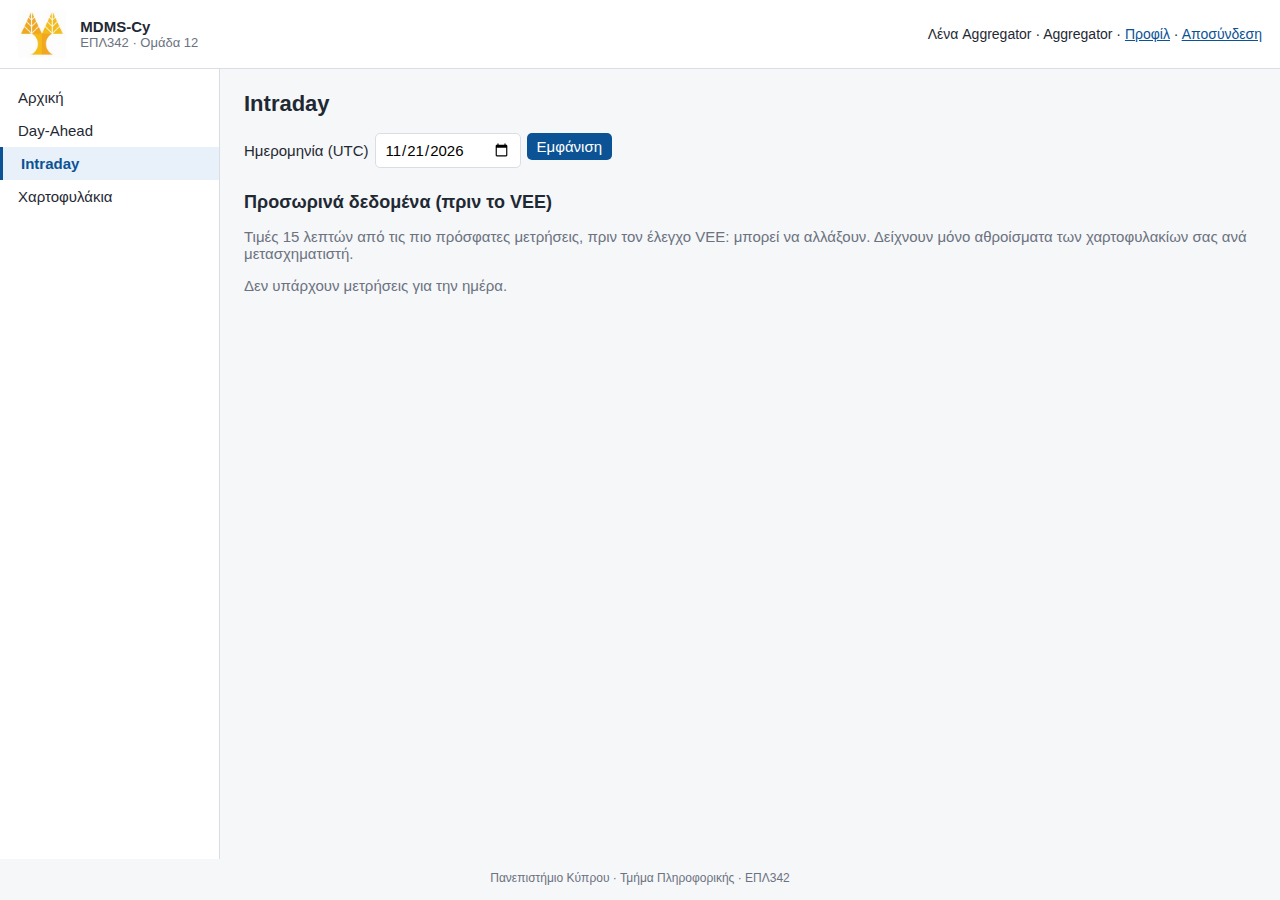 MDMS-Cy
ΕΠΛ342 · Ομάδα 12
Λένα Aggregator · Aggregator · Προφίλ · Αποσύνδεση
Αρχική
Day-Ahead
Intraday
Χαρτοφυλάκια
Intraday
Ημερομηνία (UTC) 11/21/2026 Εμφάνιση
Προσωρινά δεδομένα (πριν το VEE)
Τιμές 15 λεπτών από τις πιο πρόσφατες μετρήσεις, πριν τον έλεγχο VEE: μπορεί να αλλάξουν. Δείχνουν μόνο αθροίσματα των χαρτοφυλακίων σας ανά
μετασχηματιστή.
Δεν υπάρχουν μετρήσεις για την ημέρα.
Πανεπιστήμιο Κύπρου · Τμήμα Πληροφορικής · ΕΠΛ342